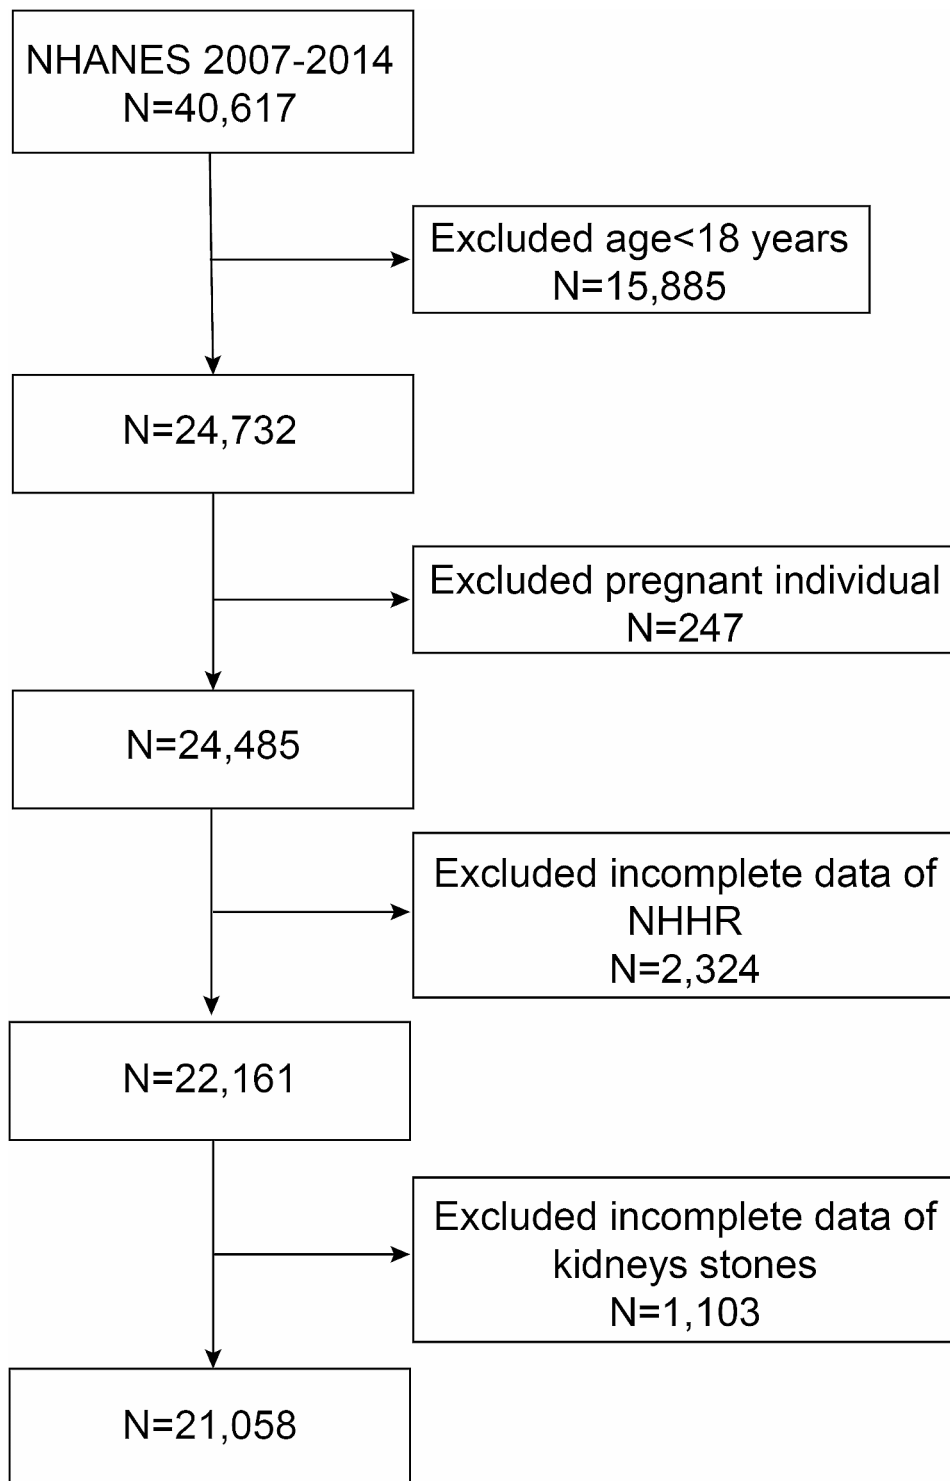 NHANES 2007-2014
N=40,617
Excluded age<18 years
N=15,885
N=24,732
Excluded pregnant individual
N=247
N=24,485
Excluded incomplete data of
NHHR
N=2,324
N=22,161
Excluded incomplete data of
kidneys stones
N=1,103
N=21,058